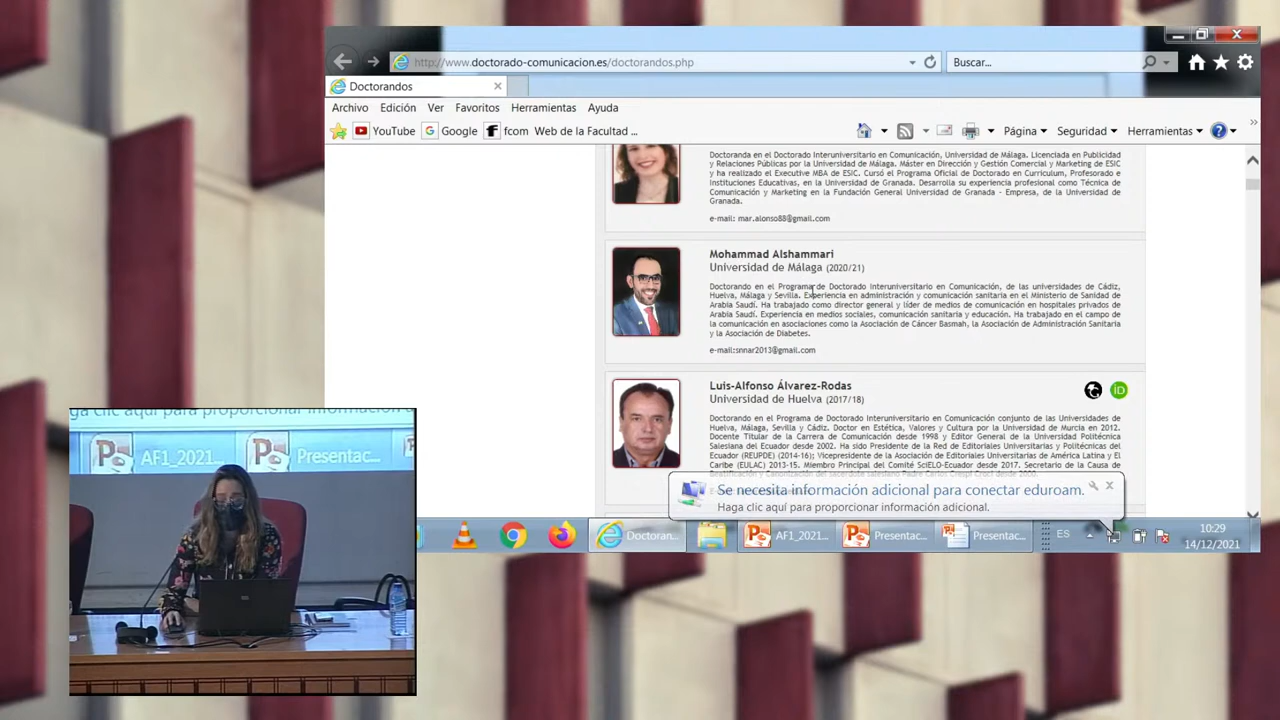 http://www.doctorado-comunicacion.es/doctorandos.php
Buscar...
Doctorandos
Archivo Edición Ver Favoritos Herramientas Ayuda
YouTube Google fcom Web de la Facultad ...
Página Seguridad Herramientas
Doctoranda en el Doctorado Interuniversitario en Comunicación, Universidad de Málaga. Licenciada en Publicidad
y Relaciones Públicas por la Universidad de Málaga. Máster en Dirección y Gestión Comercial y Marketing de ESIC
y ha realizado el Executive MBA de ESIC. Cursó el Programa Oficial de Doctorado en Curriculum, Profesorado e
Instituciones Educativas, en la Universidad de Granada. Desarrolla su experiencia profesional como Técnica de
Comunicación y Marketing en la Fundación General Universidad de Granada - Empresa, de la Universidad de
Granada.
e-mail: mar.alonso88@gmail.com
Mohammad Alshammari
Universidad de Málaga (2020/21)
Doctorando en el Programa de Doctorado Interuniversitario en Comunicación, de las universidades de Cádiz,
Huelva, Málaga y Sevilla. Experiencia en administración y comunicación sanitaria en el Ministerio de Sanidad de
Arabia Saudí. Ha trabajado como director general y líder de medios de comunicación en hospitales privados de
Arabia Saudí. Experiencia en medios sociales, comunicación sanitaria y educación. Ha trabajado en el campo de
la comunicación en asociaciones como la Asociación de Cáncer Basmah, la Asociación de Administración Sanitaria
y la Asociación de Diabetes.
e-mail:snnar2013@gmail.com
Luis-Alfonso Álvarez-Rodas
Universidad de Huelva (2017/18)
iD
Doctorando en el Programa de Doctorado Interuniversitario en Comunicación conjunto de las Universidades de
Huelva, Málaga, Sevilla y Cádiz. Doctor en Estética, Valores y Cultura por la Universidad de Murcia en 2012.
Docente Titular de la Carrera de Comunicación desde 1998 y Editor General de la Universidad Politécnica
Salesiana del Ecuador desde 2002. Ha sido Presidente de la Red de Editoriales Universitarias y Politécnicas del
Ecuador (REUPDE) (2014-16); Vicepresidente de la Asociación de Editoriales Universitarias de América Latina y El
Caribe (EULAC) 2013-15. Miembro Principal del Comité SciELO-Ecuador desde 2017. Secretario de la Causa de
Se necesita información adicional para conectar eduroam.
Haga clic aquí para proporcionar información adicional.
Doctoran... AF1_2021... Presentac... Presentac... ES 10:29
14/12/2021
ga clic aquí para proporcionar información
AF1_2021... Presentac...